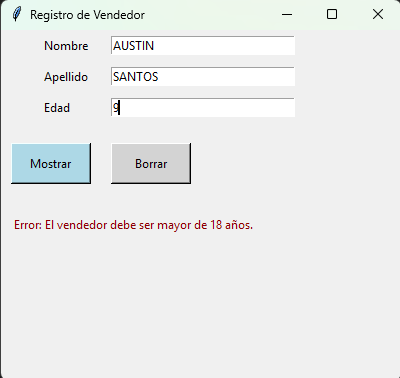 Registro de Vendedor
Nombre AUSTIN
Apellido SANTOS
Edad 9
Mostrar Borrar
Error: El vendedor debe ser mayor de 18 años.